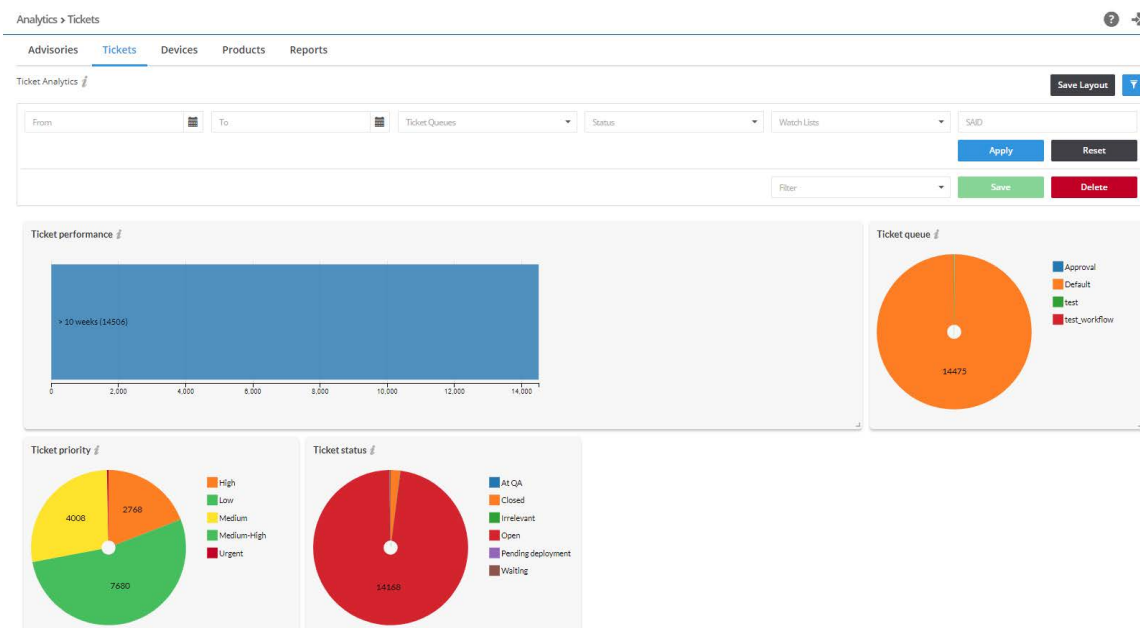 Analytics > Tickets
Advisories Tickets Devices Products Reports
Ticket Analytics i
Save Layout
From To Ticket Queues Status Watch Lists SAID
Apply Reset
Filter Save Delete
Ticket performance i
> 10 weeks (14506)
0 2,000 4,000 6,000 8,000 10,000 12,000 14,000
Ticket queue i
Approval
Default
test
test_workflow
14475
Ticket priority i
High
Low
Medium
Medium-High
Urgent
4008
2768
7680
Ticket status i
At QA
Closed
Irrelevant
Open
Pending deployment
Waiting
14168